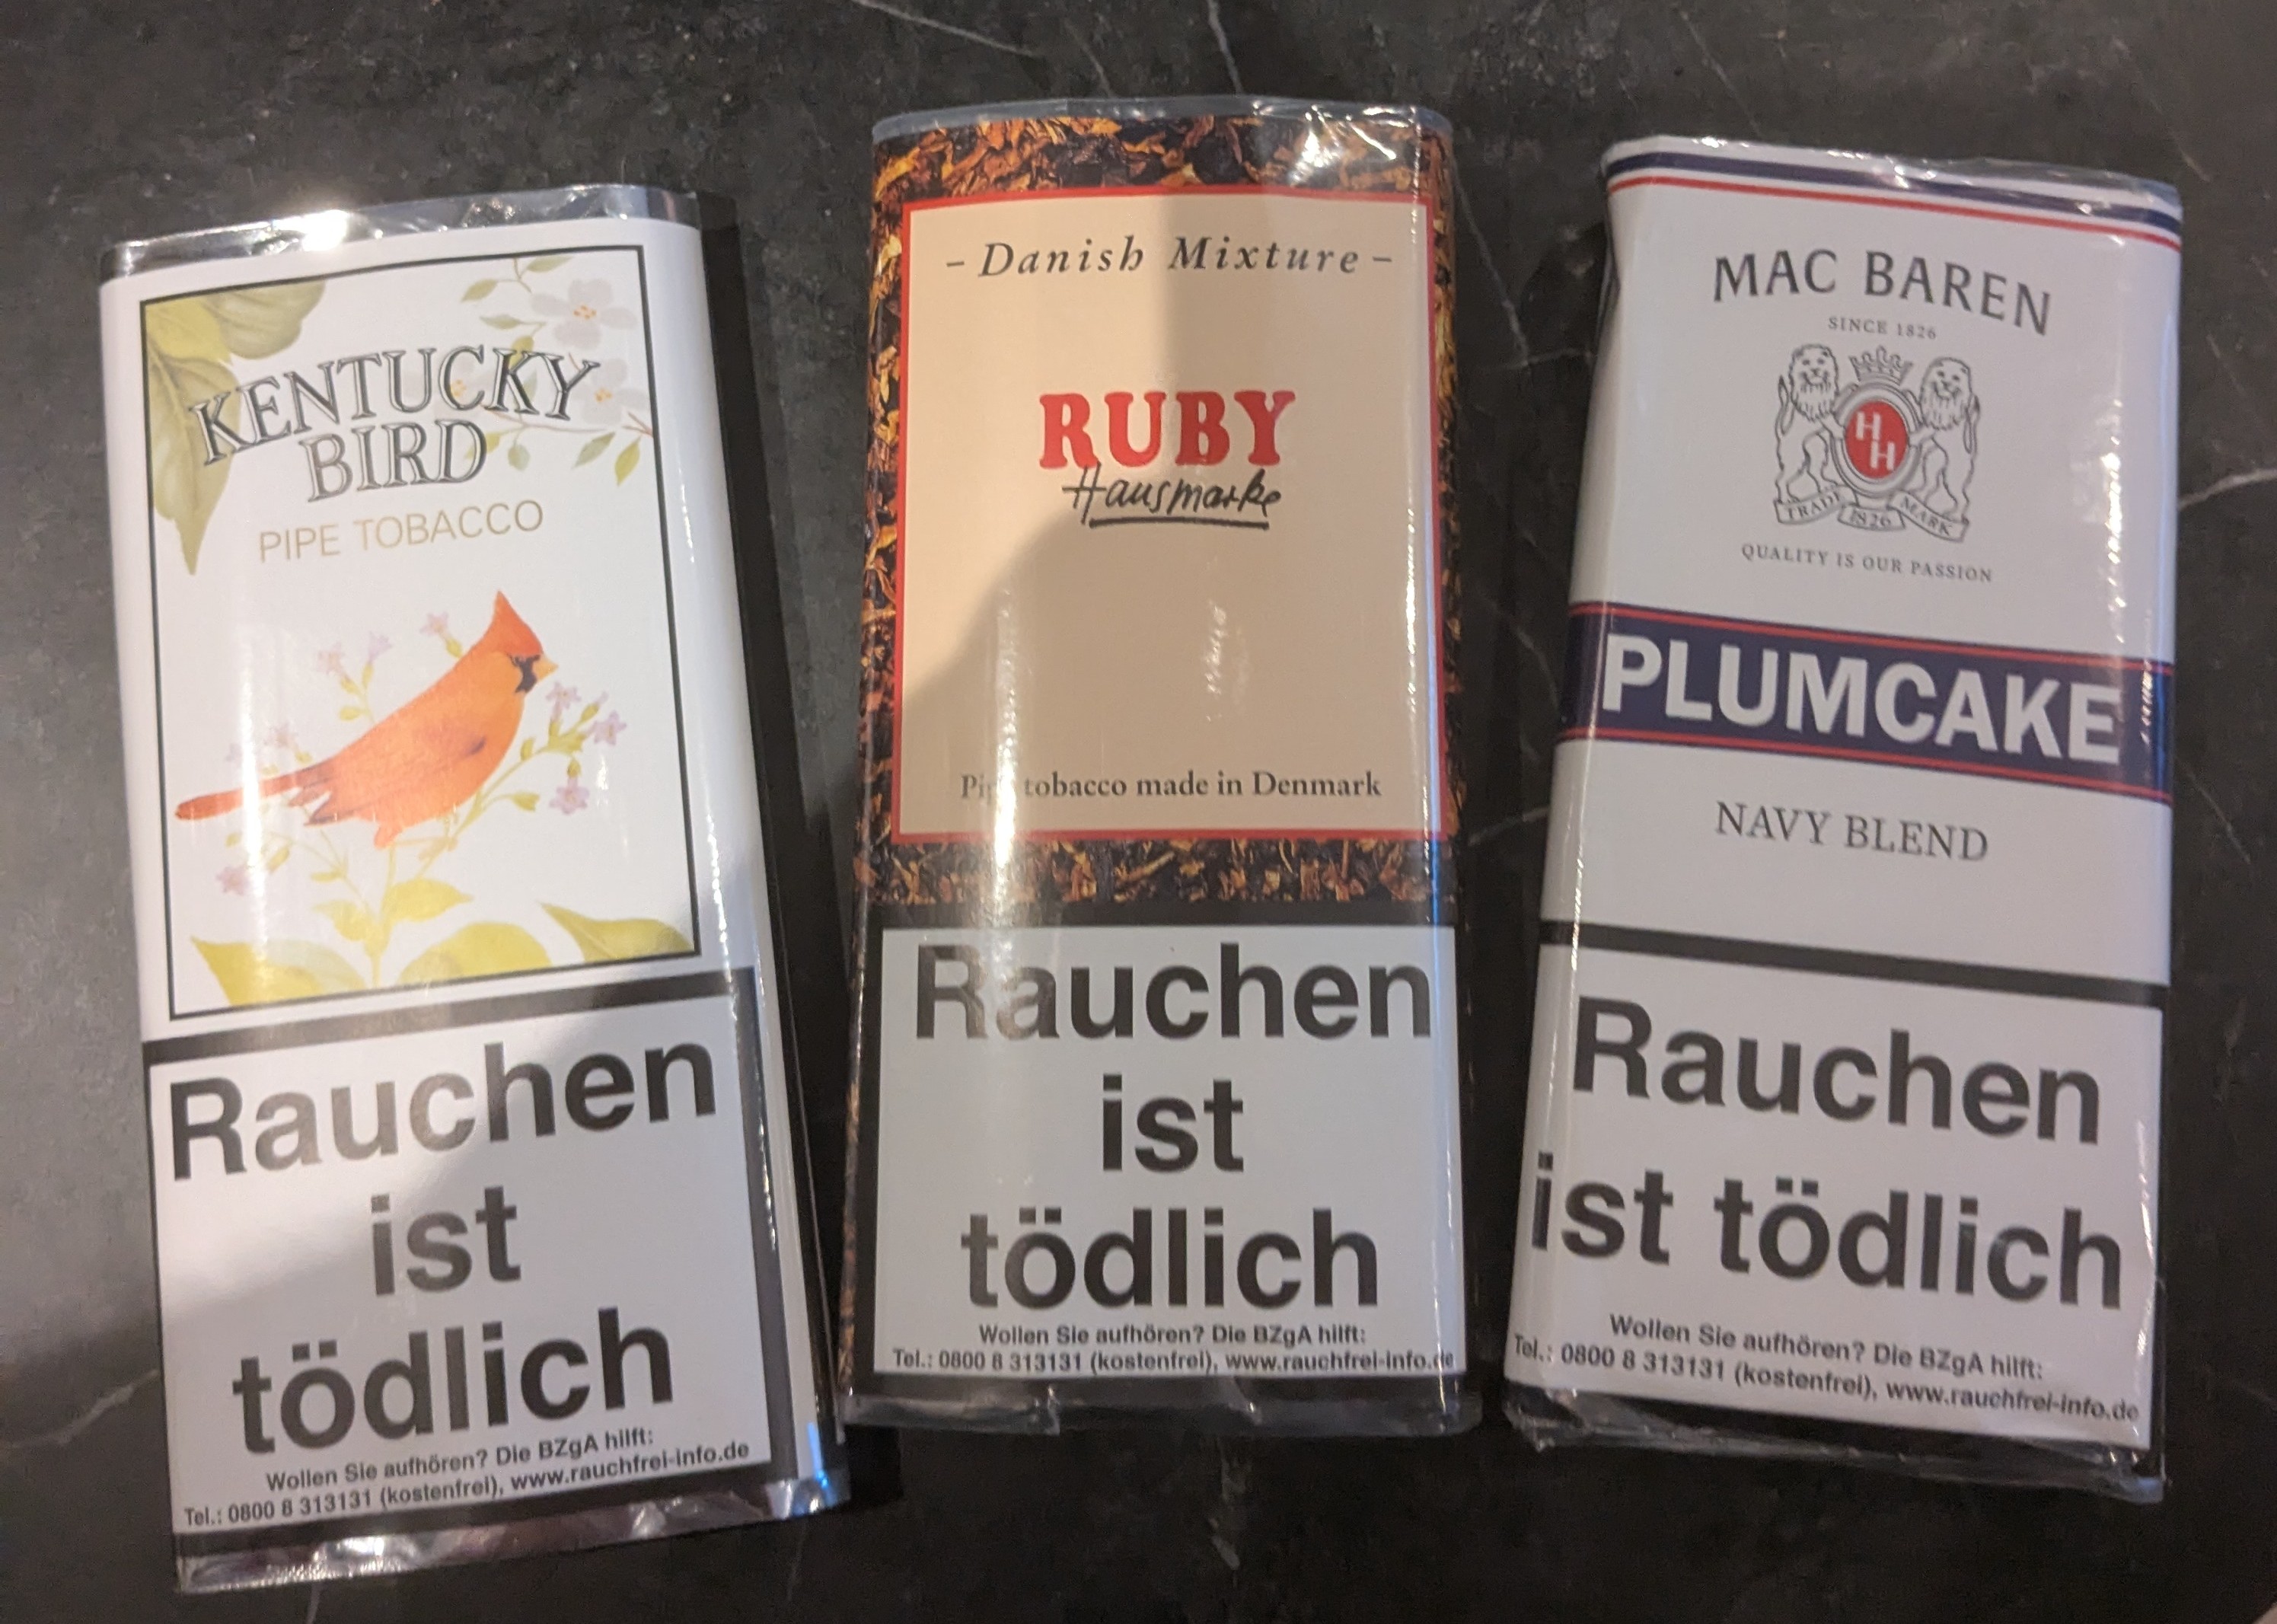 KENTUCKY
BIRD
PIPE TOBACCO
Rauchen
ist
tödlich
Wollen Sie aufhören? Die BZgA hilft:
Tel.: 0800 8 313131 (kostenfrei), www.rauchfrei-info.de
– Danish Mixture –
RUBY
Hausmarke
Pipe tobacco made in Denmark
Rauchen
ist
tödlich
Wollen Sie aufhören? Die BZgA hilft:
Tel.: 0800 8 313131 (kostenfrei), www.rauchfrei-info.de
MAC BAREN
SINCE 1826
HH
TRADE 1826 MARK
QUALITY IS OUR PASSION
PLUMCAKE
NAVY BLEND
Rauchen
ist tödlich
Wollen Sie aufhören? Die BZgA hilft:
Tel.: 0800 8 313131 (kostenfrei), www.rauchfrei-info.de